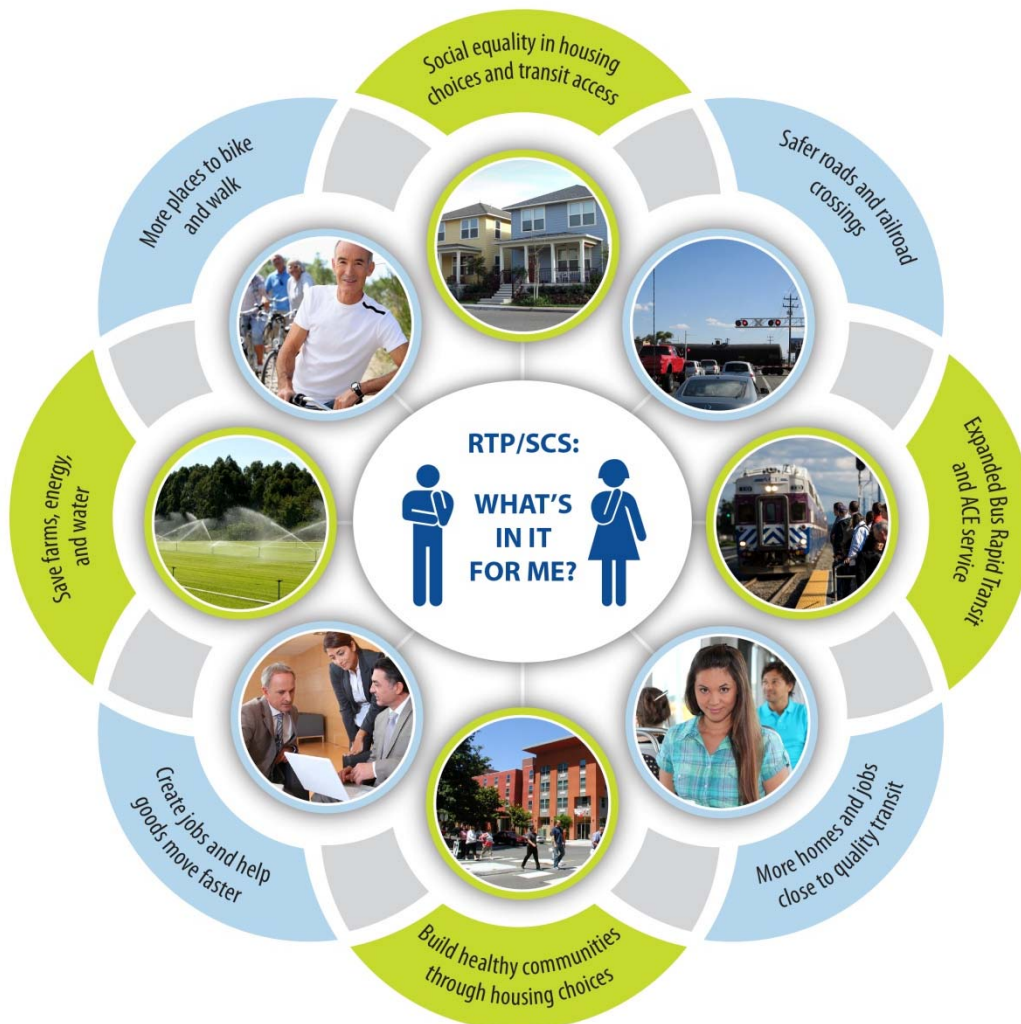 Social equality in housing
choices and transit access
Safer roads and railroad
crossings
Expanded Bus Rapid Transit
and ACE service
More homes and jobs
close to quality transit
Build healthy communities
through housing choices
Create jobs and help
goods move faster
Save farms, energy,
and water
More places to bike
and walk
RTP/SCS:
WHAT'S
IN IT
FOR ME?